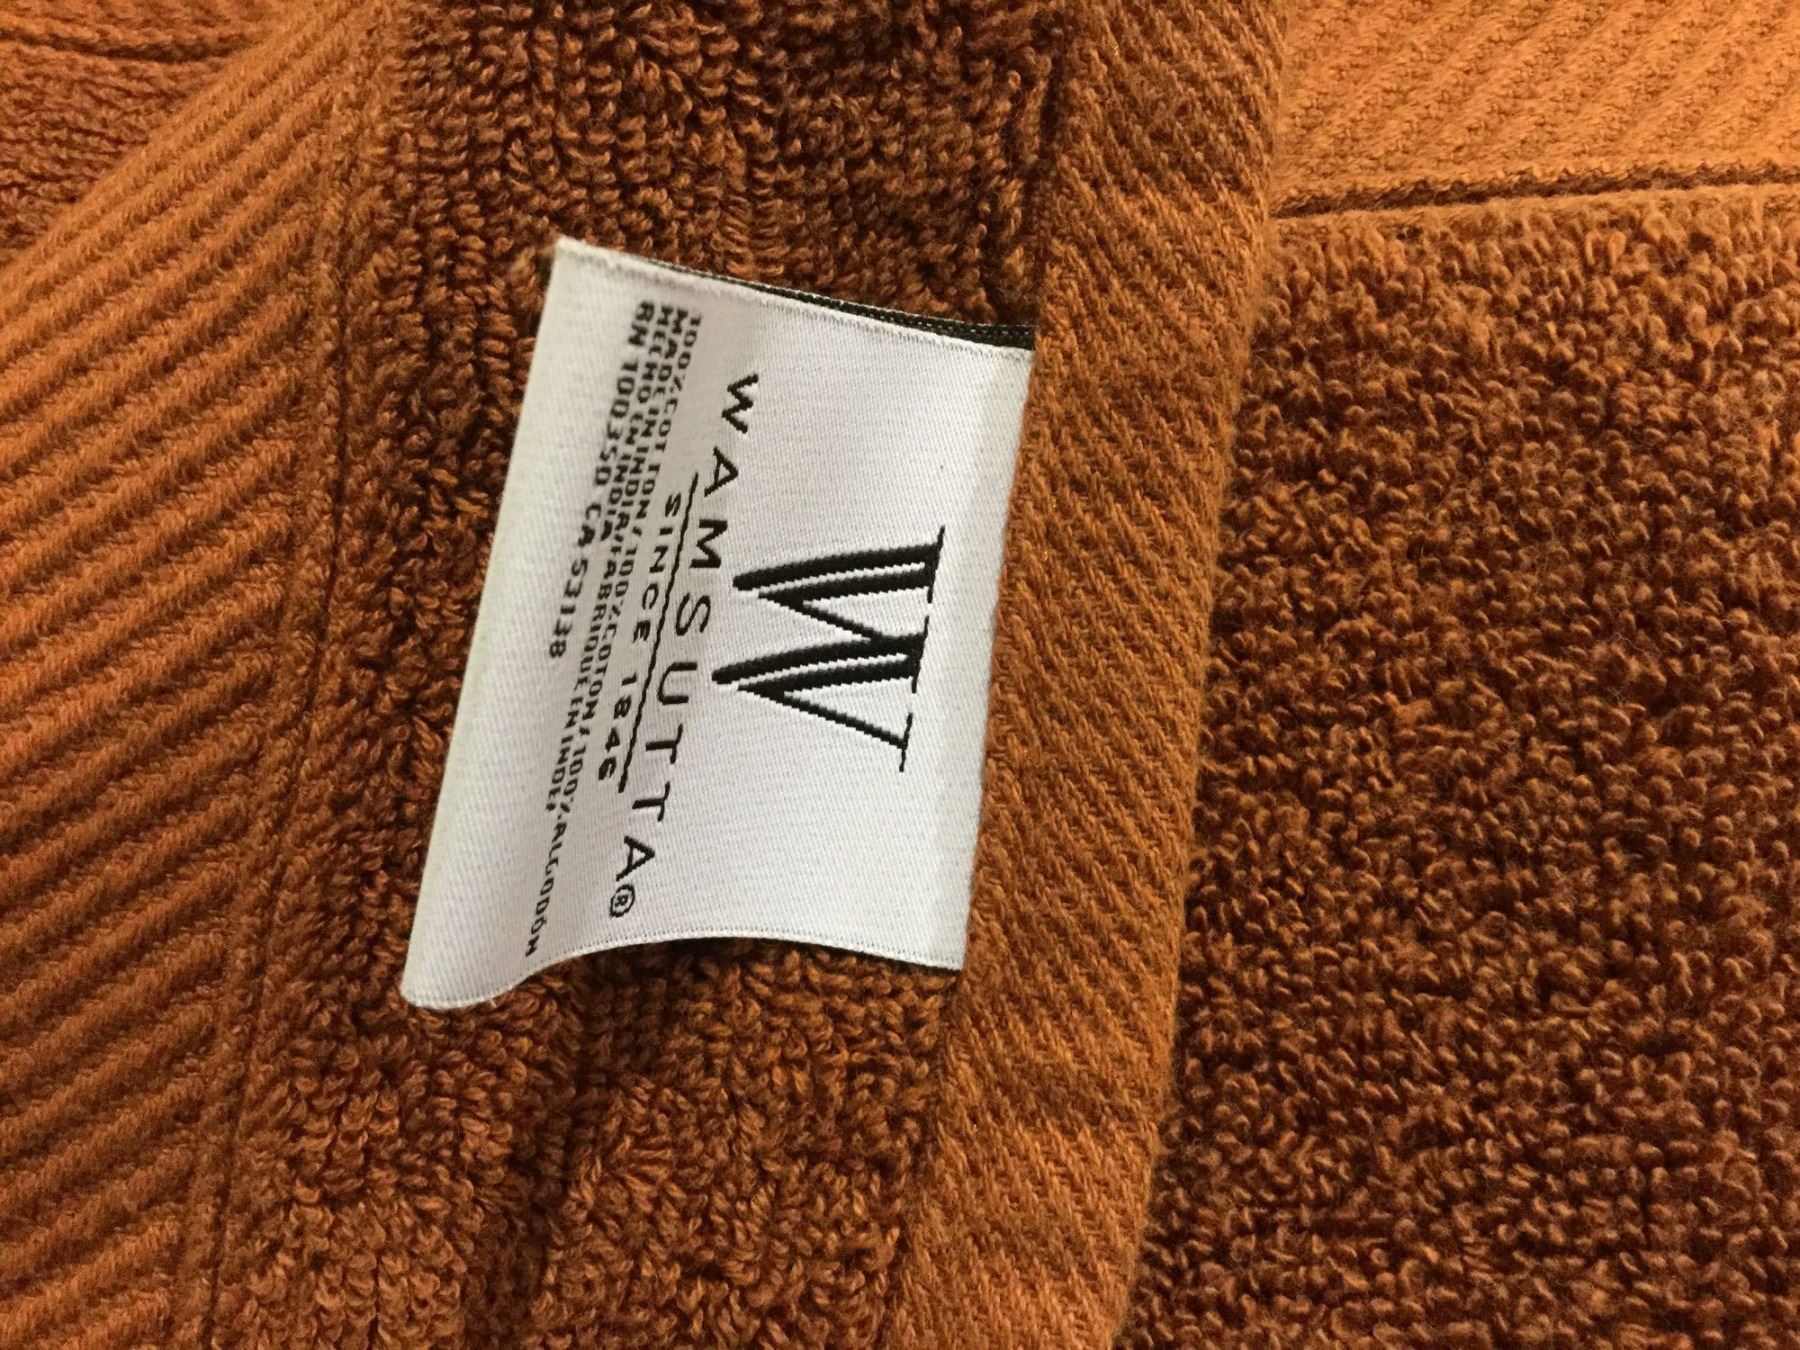 W
WAMSUTTA®
SINCE 1846
100% COTTON/100% COTON/100% ALGODÓN
MADE IN INDIA/FABRIQUE EN INDE/
HECHO EN INDIA
RN 100350 CA 53138